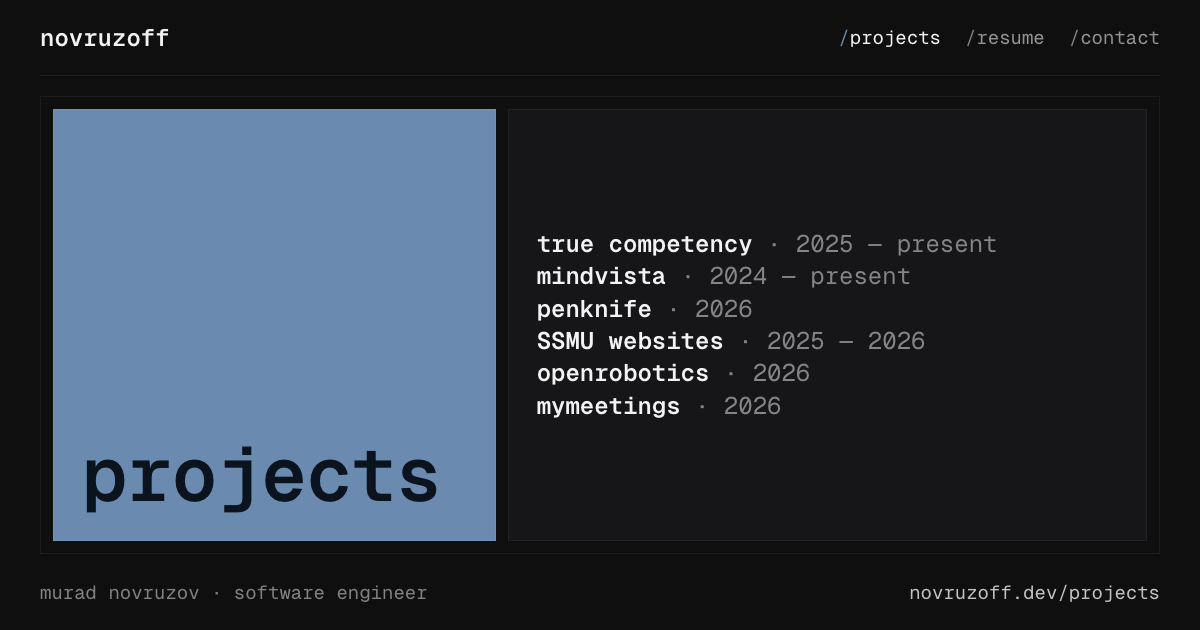 novruzoff
/projects /resume /contact
projects
true competency · 2025 — present
mindvista · 2024 — present
penknife · 2026
SSMU websites · 2025 — 2026
openrobotics · 2026
mymeetings · 2026
murad novruzov · software engineer
novruzoff.dev/projects